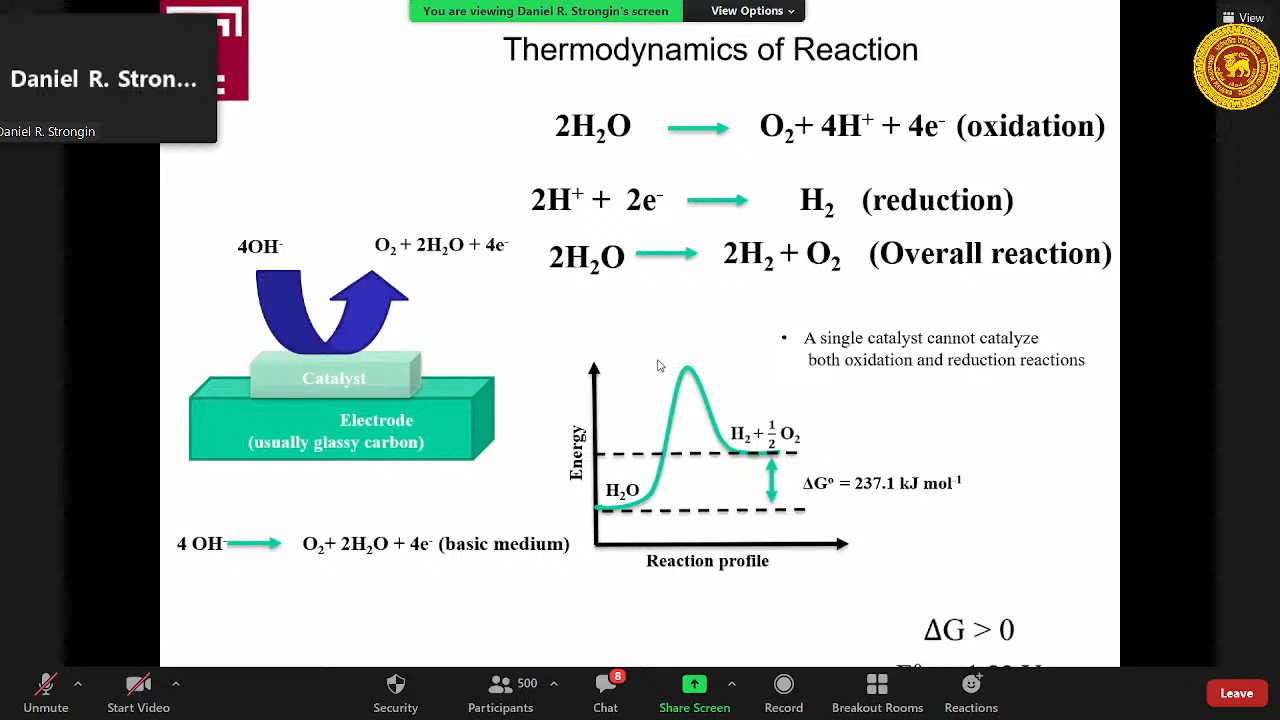 You are viewing Daniel R. Strongin's screen
View Options
View
Daniel R. Stron...
Daniel R. Strongin
Thermodynamics of Reaction
2H₂O → O₂+ 4H⁺ + 4e⁻ (oxidation)
2H⁺ + 2e⁻ → H₂ (reduction)
2H₂O → 2H₂ + O₂ (Overall reaction)
4OH⁻
O₂ + 2H₂O + 4e⁻
Catalyst
Electrode
(usually glassy carbon)
4 OH⁻ → O₂+ 2H₂O + 4e⁻ (basic medium)
• A single catalyst cannot catalyze
both oxidation and reduction reactions
Energy
H₂O
H₂ + ½ O₂
ΔG° = 237.1 kJ mol⁻¹
Reaction profile
ΔG > 0
Unmute
Start Video
Security
500
Participants
8
Chat
Share Screen
Record
Breakout Rooms
Reactions
Leave